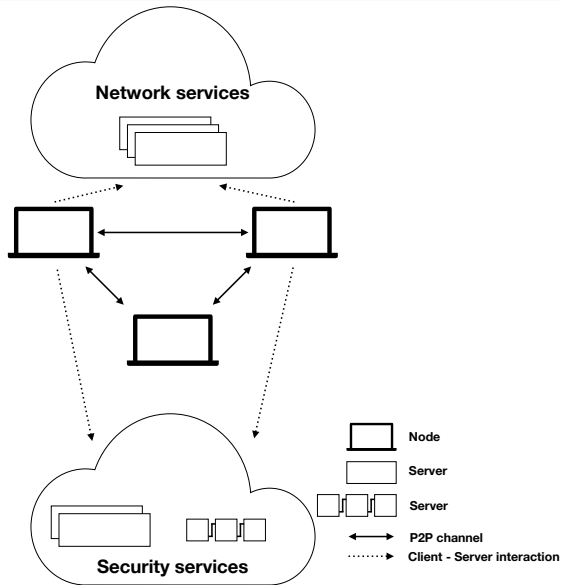 Network services
Node
Server
Server
P2P channel
Client - Server interaction
Security services